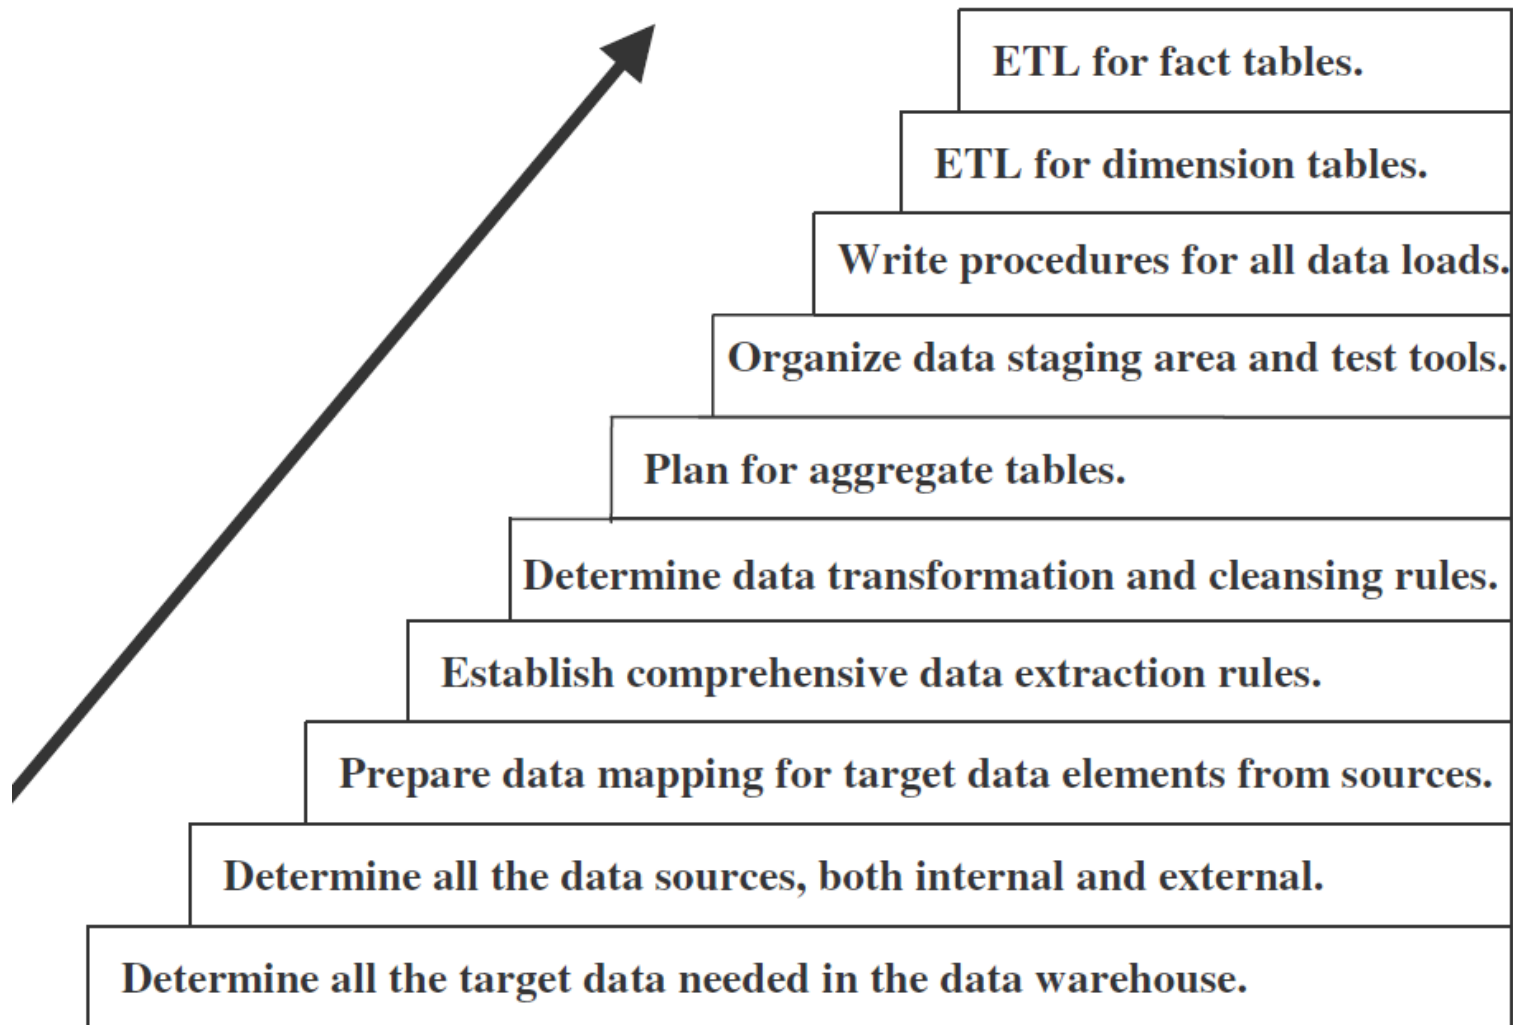 ETL for fact tables.
ETL for dimension tables.
Write procedures for all data loads.
Organize data staging area and test tools.
Plan for aggregate tables.
Determine data transformation and cleansing rules.
Establish comprehensive data extraction rules.
Prepare data mapping for target data elements from sources.
Determine all the data sources, both internal and external.
Determine all the target data needed in the data warehouse.